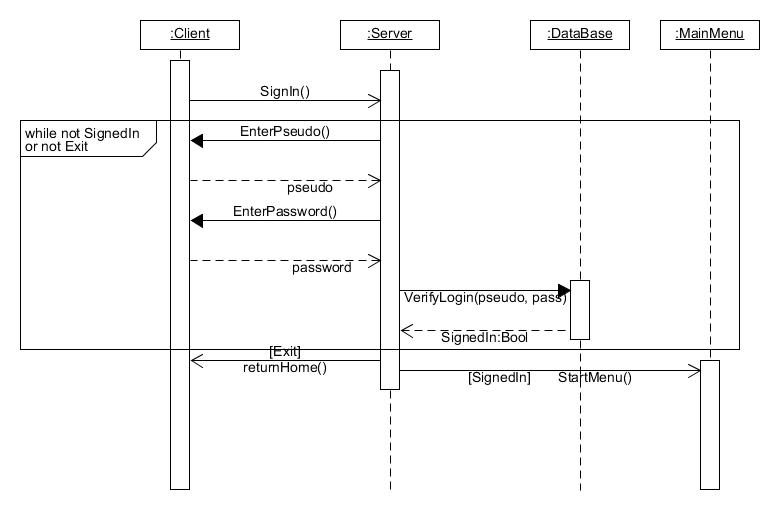 :Client
:Server
:DataBase
:MainMenu
SignIn()
while not SignedIn
or not Exit
EnterPseudo()
pseudo
EnterPassword()
password
VerifyLogin(pseudo, pass)
SignedIn:Bool
[Exit]
returnHome()
[SignedIn] StartMenu()